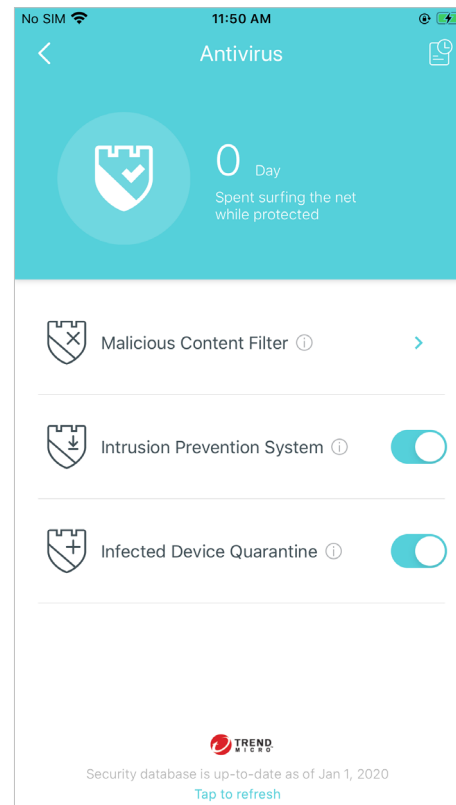 No SIM 11:50 AM
Antivirus
0 Day
Spent surfing the net
while protected
Malicious Content Filter
Intrusion Prevention System
Infected Device Quarantine
TREND
MICRO
Security database is up-to-date as of Jan 1, 2020
Tap to refresh